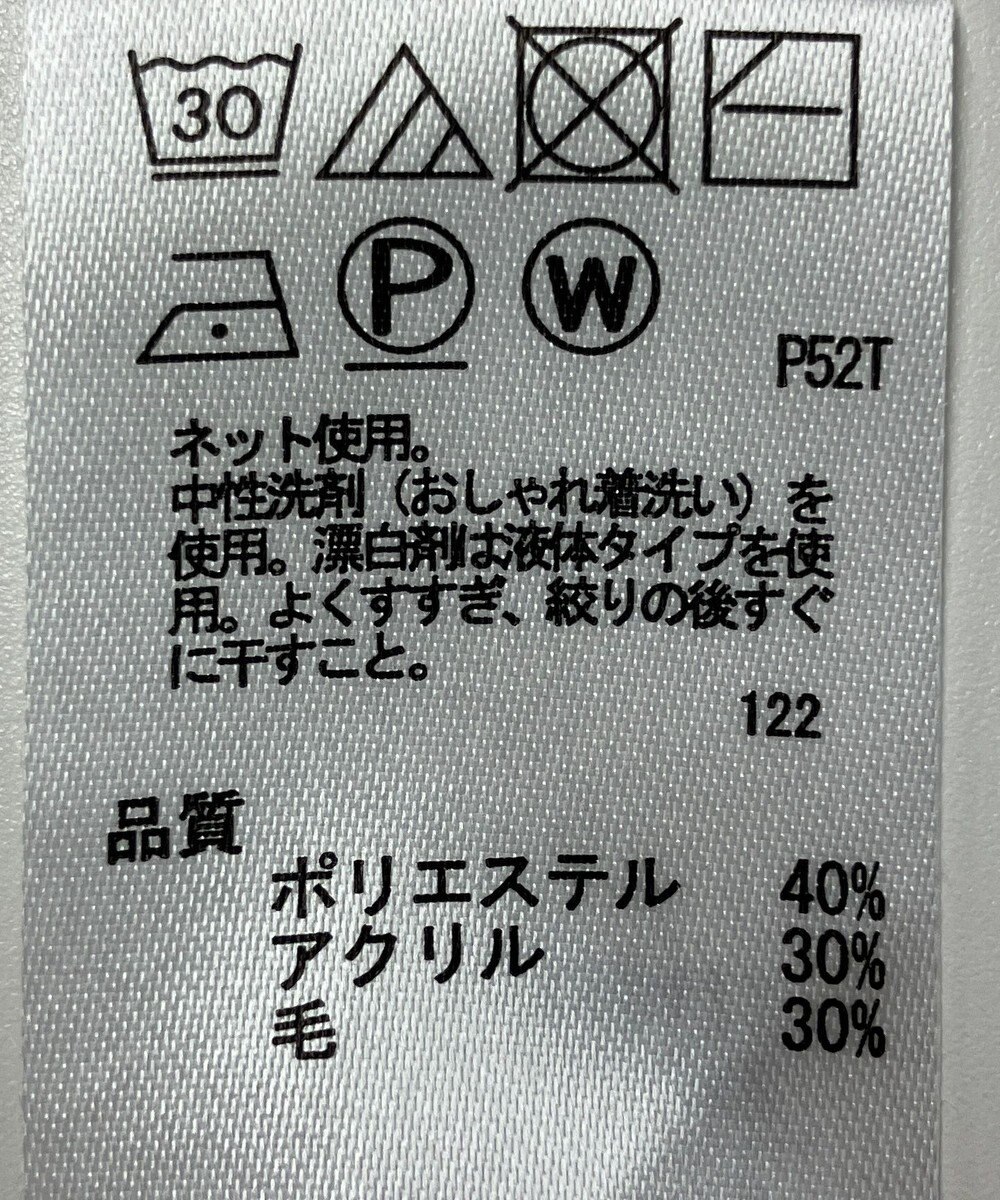 30
P W
P52T
ネット使用。
中性洗剤（おしゃれ着洗い）を
使用。漂白剤は液体タイプを使
用。よくすすぎ、絞りの後すぐ
に干すこと。
122
品質
ポリエステル 40%
アクリル 30%
毛 30%